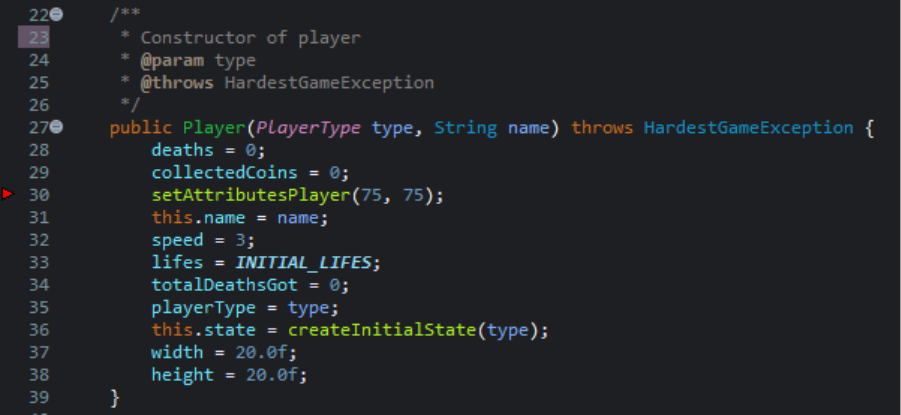 22 /**
23 * Constructor of player
24 * @param type
25 * @throws HardestGameException
26 */
27 public Player(PlayerType type, String name) throws HardestGameException {
28 deaths = 0;
29 collectedCoins = 0;
30 setAttributesPlayer(75, 75);
31 this.name = name;
32 speed = 3;
33 lifes = INITIAL_LIFES;
34 totalDeathsGot = 0;
35 playerType = type;
36 this.state = createInitialState(type);
37 width = 20.0f;
38 height = 20.0f;
39 }